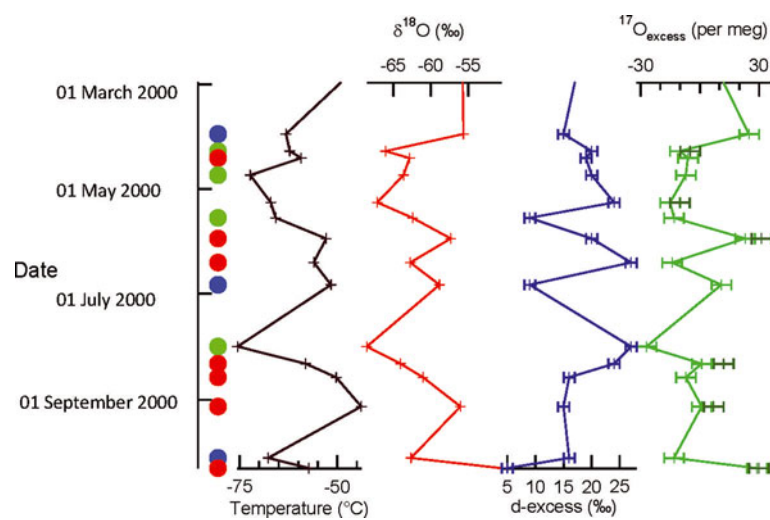 δ18O (‰)
17Oexcess (per meg)
-65 -60 -55
-30 30
01 March 2000
01 May 2000
Date
01 July 2000
01 September 2000
-75 -50
5 10 15 20 25
Temperature (°C)
d-excess (‰)